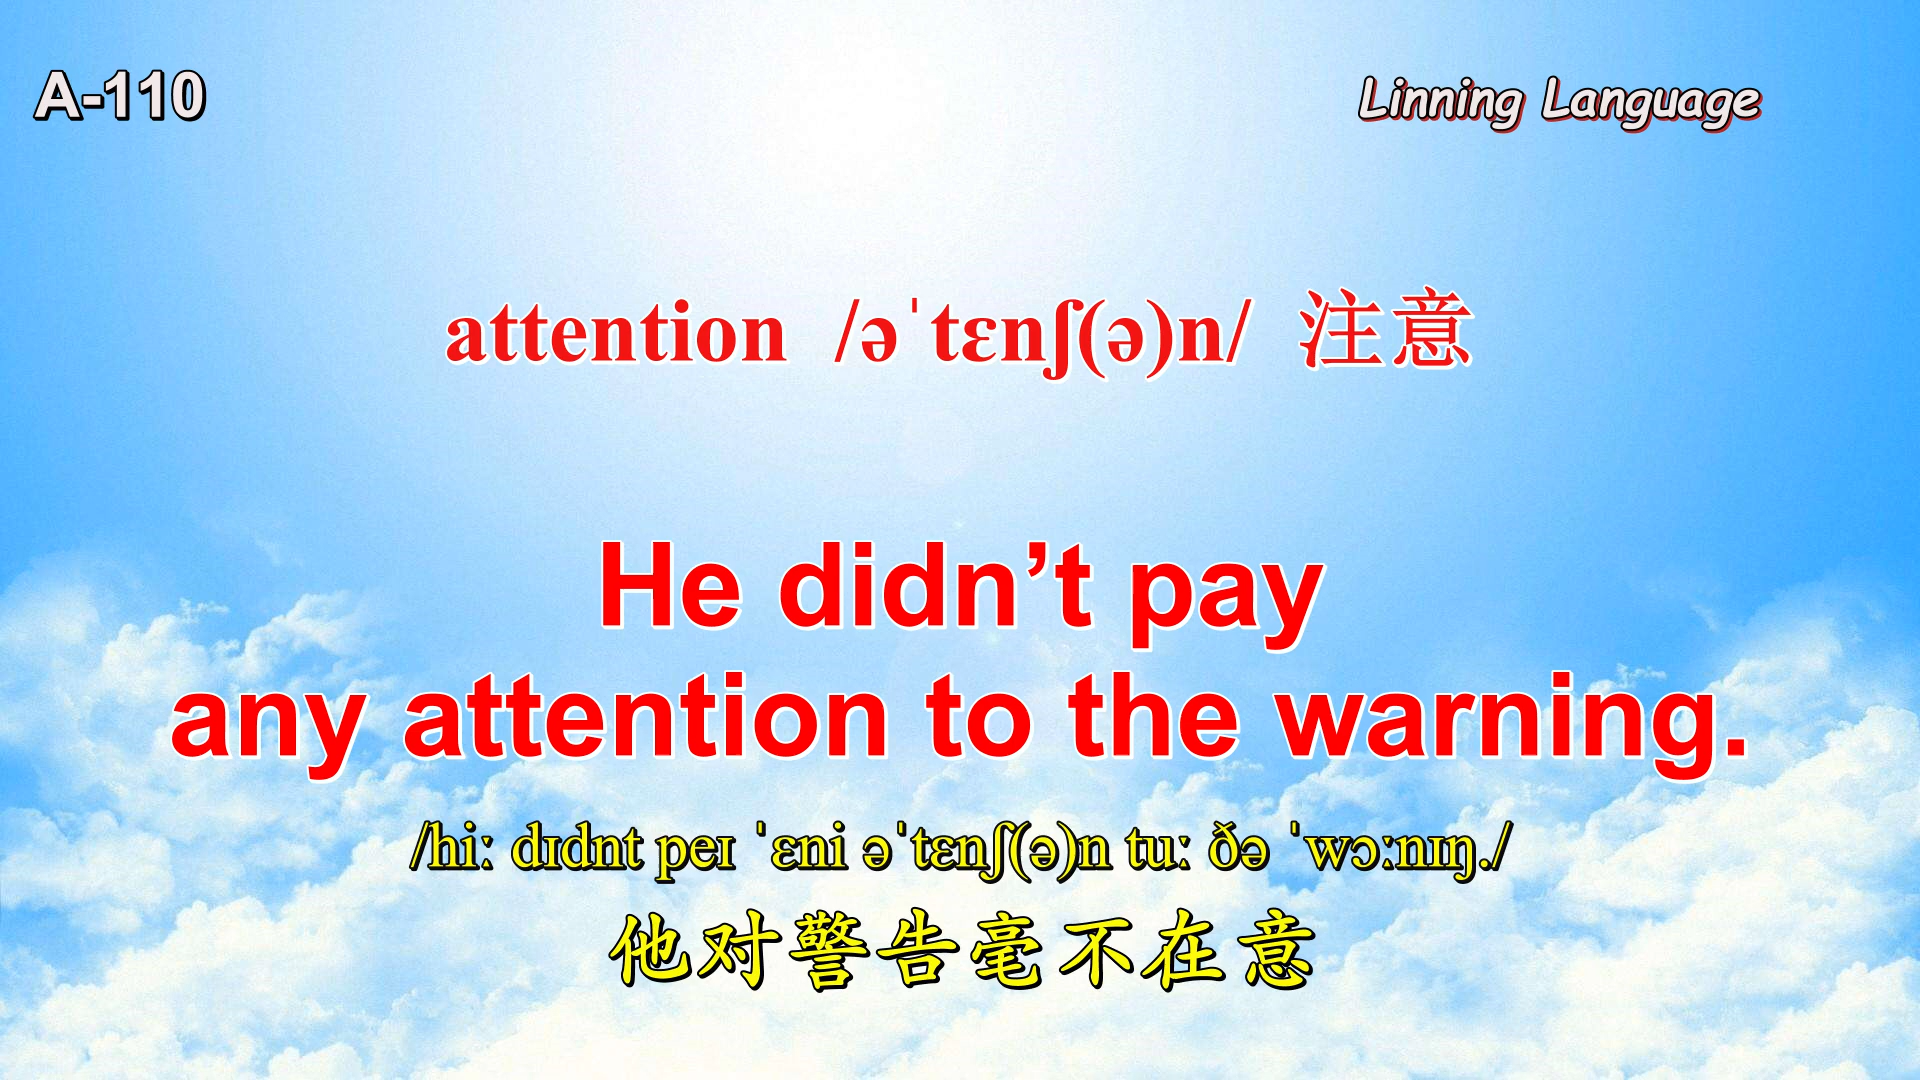 A-110
Linning Language
attention /əˈtɛnʃ(ə)n/ 注意
He didn’t pay
any attention to the warning.
/hiː dɪdnt peɪ ˈɛni əˈtɛnʃ(ə)n tuː ðə ˈwɔːnɪŋ./
他对警告毫不在意